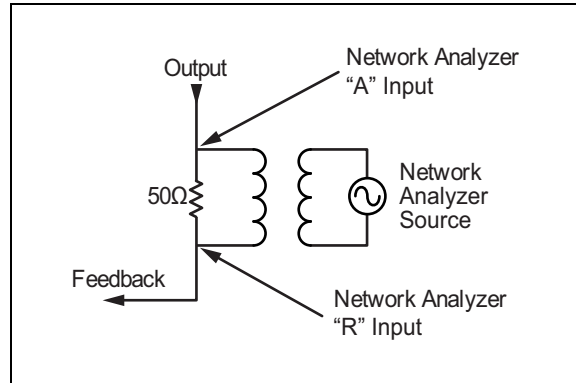 Output
Network Analyzer
“A” Input
50Ω
Network
Analyzer
Source
Feedback
Network Analyzer
“R” Input